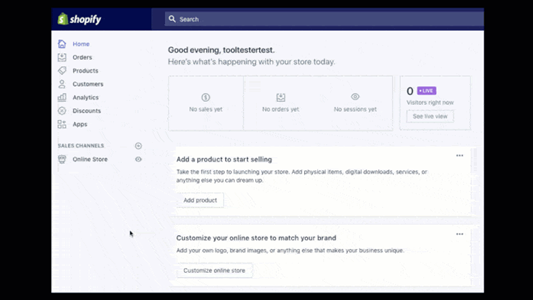 shopify
Search
Home
Orders
Products
Customers
Analytics
Discounts
Apps
SALES CHANNELS
Online Store
Good evening, tooltestertest.
Here's what's happening with your store today.
No sales yet
No orders yet
No sessions yet
0 • LIVE
Visitors right now
See live view
Add a product to start selling
Take the first step to launching your store. Add physical items, digital downloads, services, or
anything else you can dream up.
Add product
Customize your online store to match your brand
Add your own logo, brand images, or anything else that makes your business unique.
Customize online store